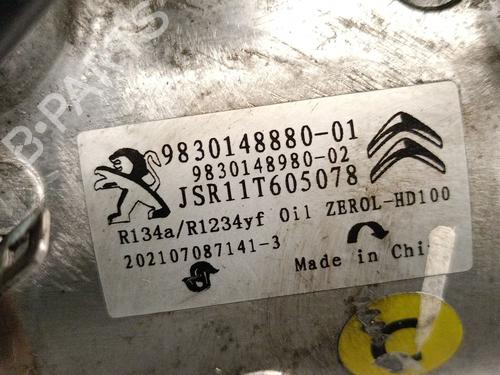 B-PARTS
9830148880-01
9830148980-02
JSR11T605078
R134a/R1234yf Oil ZEROL-HD100
202107087141-3
Made in Chi